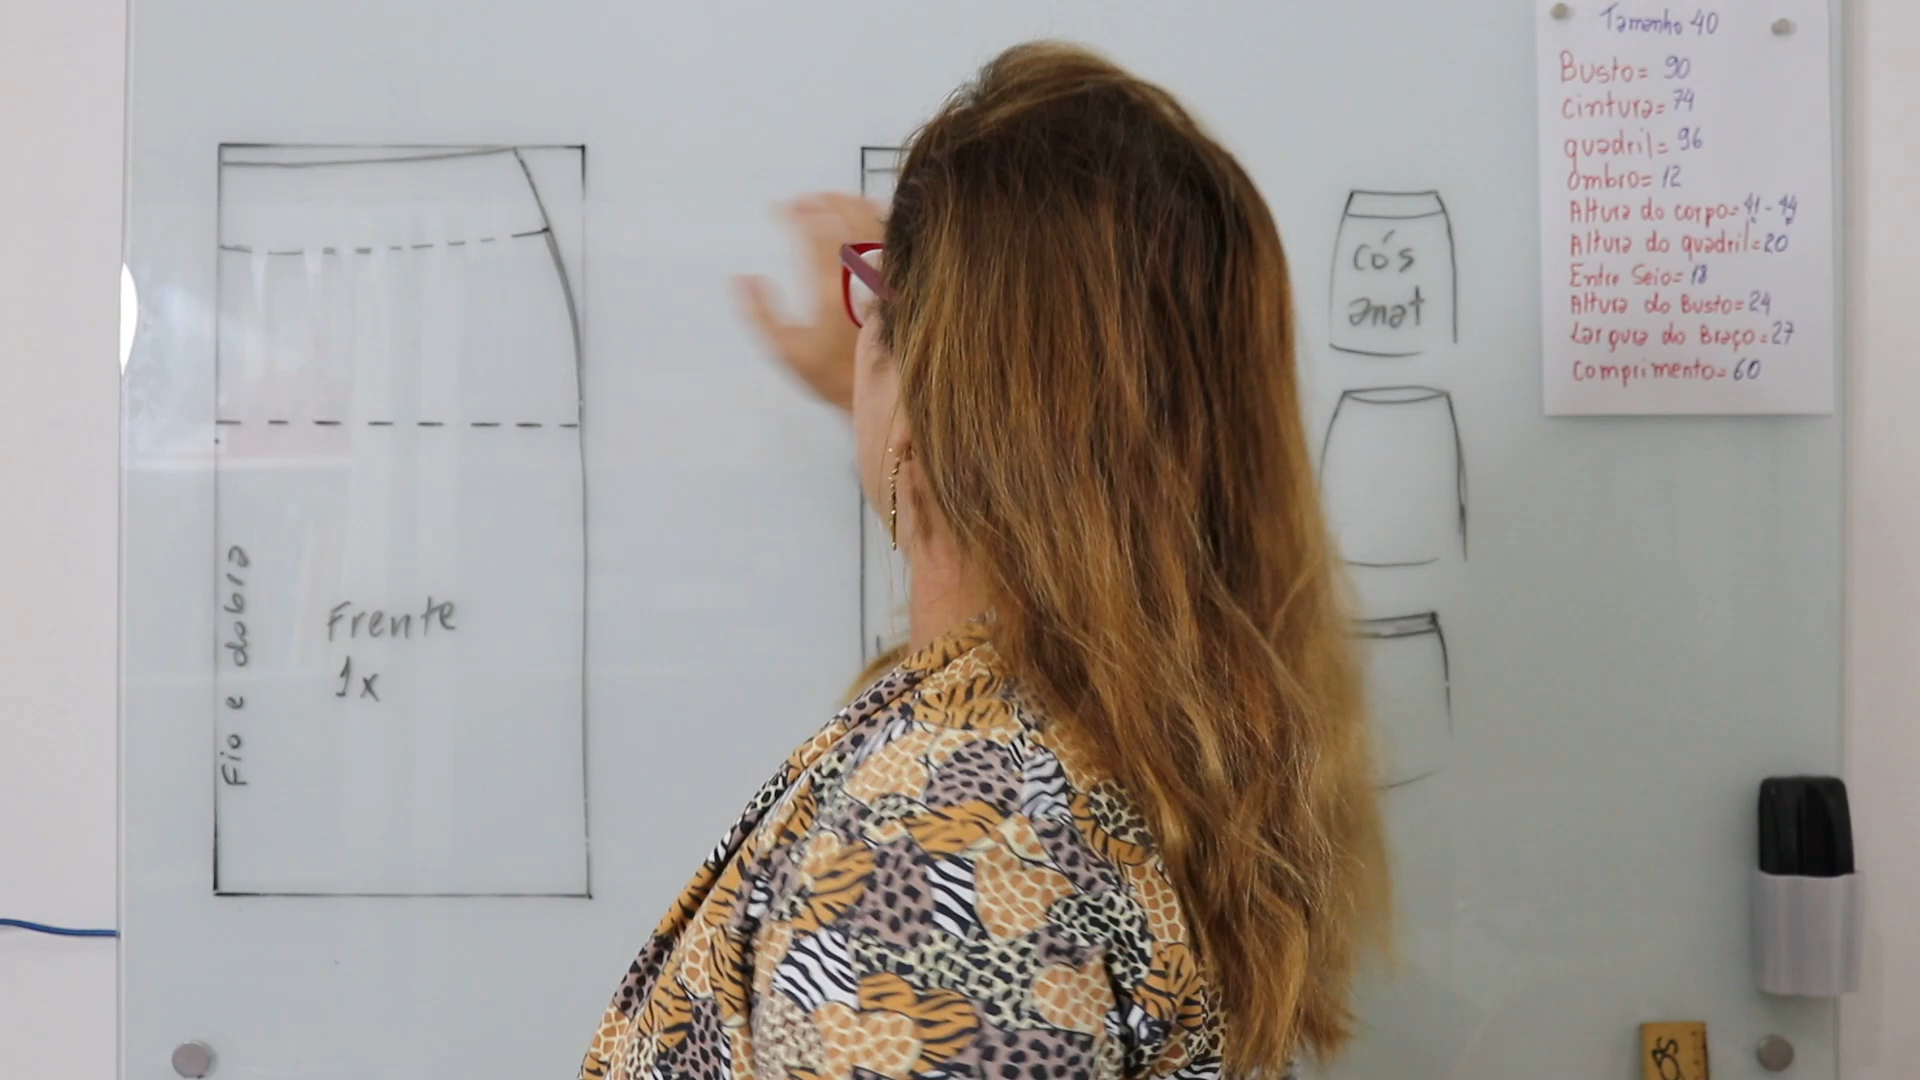 Fio e dobra
Frente
1x
cós
anat
Tamanho 40
Busto= 90
cintura= 74
quadril= 96
Ombro= 12
Altura do corpo= 41-44
Altura do quadril=20
Entre Seio= 18
Altura do Busto=24
Largura do Braço=27
Comprimento=60